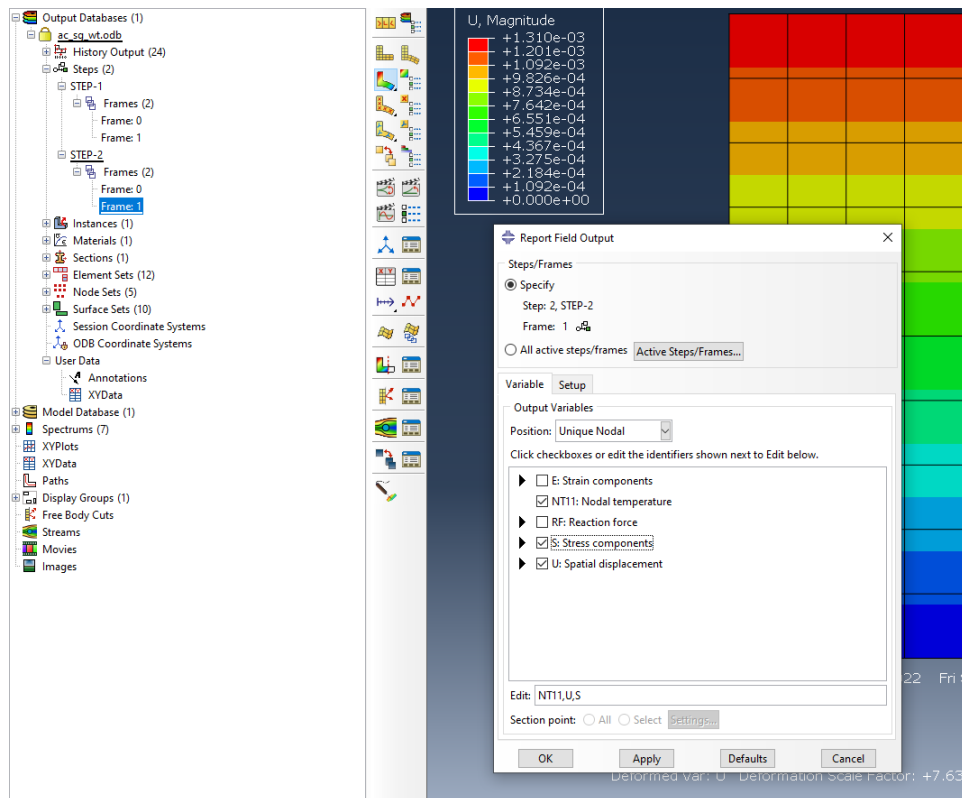 Output Databases (1)
ac_sq_wt.odb
History Output (24)
Steps (2)
STEP-1
Frames (2)
Frame: 0
Frame: 1
STEP-2
Frames (2)
Frame: 0
Frame: 1
Instances (1)
Materials (1)
Sections (1)
Element Sets (12)
Node Sets (5)
Surface Sets (10)
Session Coordinate Systems
ODB Coordinate Systems
User Data
Annotations
XYData
Model Database (1)
Spectrums (7)
XYPlots
XYData
Paths
Display Groups (1)
Free Body Cuts
Streams
Movies
Images
U, Magnitude
+1.310e-03
+1.201e-03
+1.092e-03
+9.826e-04
+8.734e-04
+7.642e-04
+6.551e-04
+5.459e-04
+4.367e-04
+3.275e-04
+2.184e-04
+1.092e-04
+0.000e+00
Report Field Output
Steps/Frames
Specify
Step: 2, STEP-2
Frame: 1
All active steps/frames Active Steps/Frames...
Variable Setup
Output Variables
Position: Unique Nodal
Click checkboxes or edit the identifiers shown next to Edit below.
E: Strain components
NT11: Nodal temperature
RF: Reaction force
S: Stress components
U: Spatial displacement
Edit: NT11,U,S
Section point: All Select Settings...
OK Apply Defaults Cancel
22 Fri
Deformed Var: U Deformation Scale Factor: +7.63